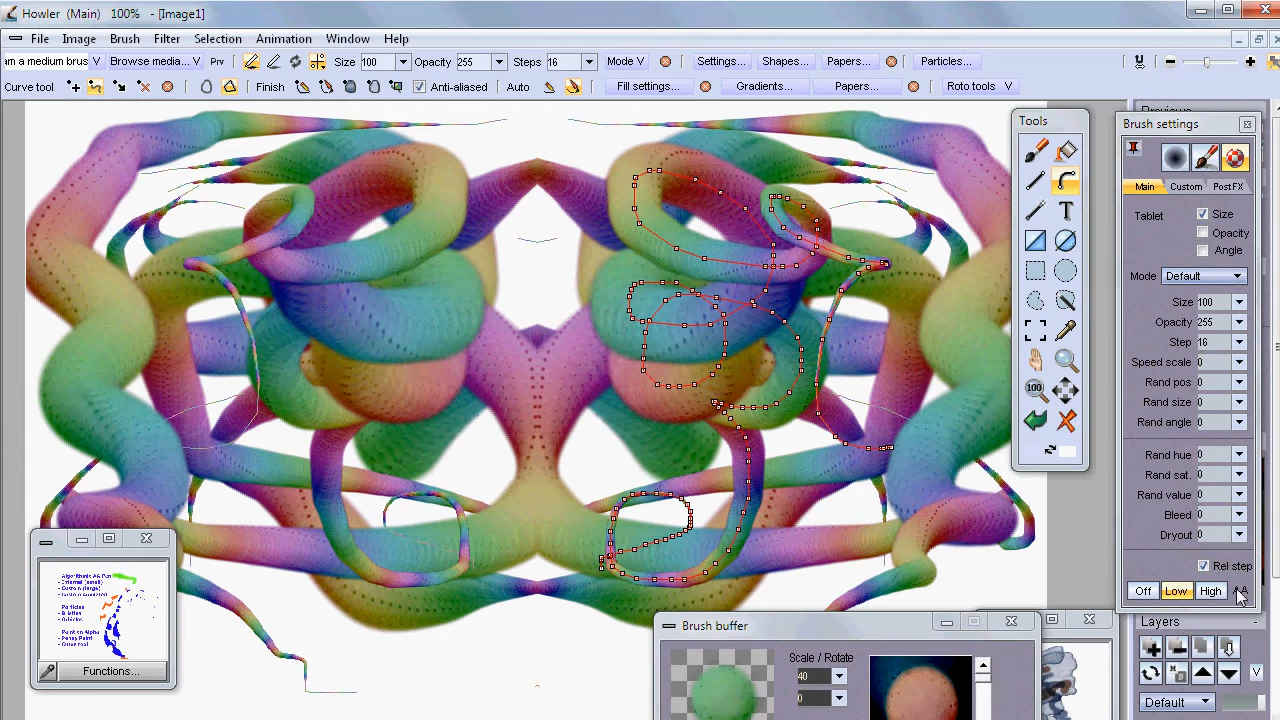 Howler (Main)   100%  - [Image1]
File Image Brush Filter Selection Animation Window Help
am a medium brus V Browse media... V Prv Size 100 Opacity 255 Steps 16 Mode V Settings... Shapes... Papers... Particles...
Curve tool Finish Anti-aliased Auto Fill settings... Gradients... Papers... Roto tools V
Tools
T
100
Brush settings
Main Custom PostFX
Tablet Size
Opacity
Angle
Mode Default
Size 100
Opacity 255
Step 16
Speed scale 0
Rand pos 0
Rand size 0
Rand angle 0
Rand hue 0
Rand sat 0
Rand value 0
Bleed 0
Dryout 0
Rel step
Off Low High
Layers
V
Default
Functions...
Brush buffer
Scale / Rotate
40
0